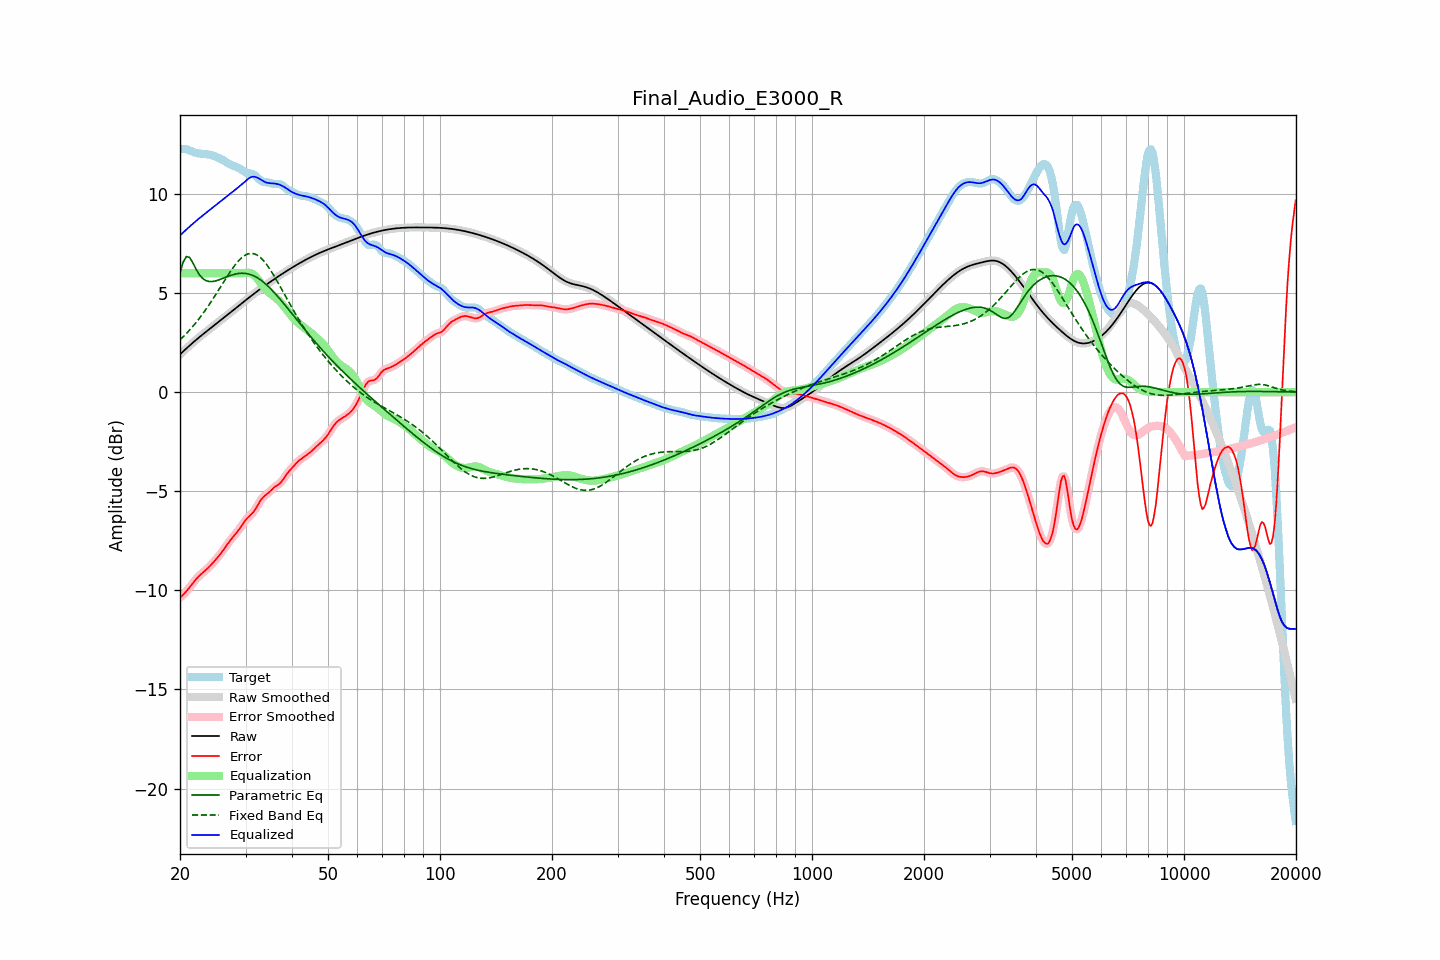 Final_Audio_E3000_R
10
5
0
−5
−10
−15
−20
Amplitude (dBr)
Target
Raw Smoothed
Error Smoothed
Raw
Error
Equalization
Parametric Eq
Fixed Band Eq
Equalized
20 50 100 200 500 1000 2000 5000 10000 20000
Frequency (Hz)